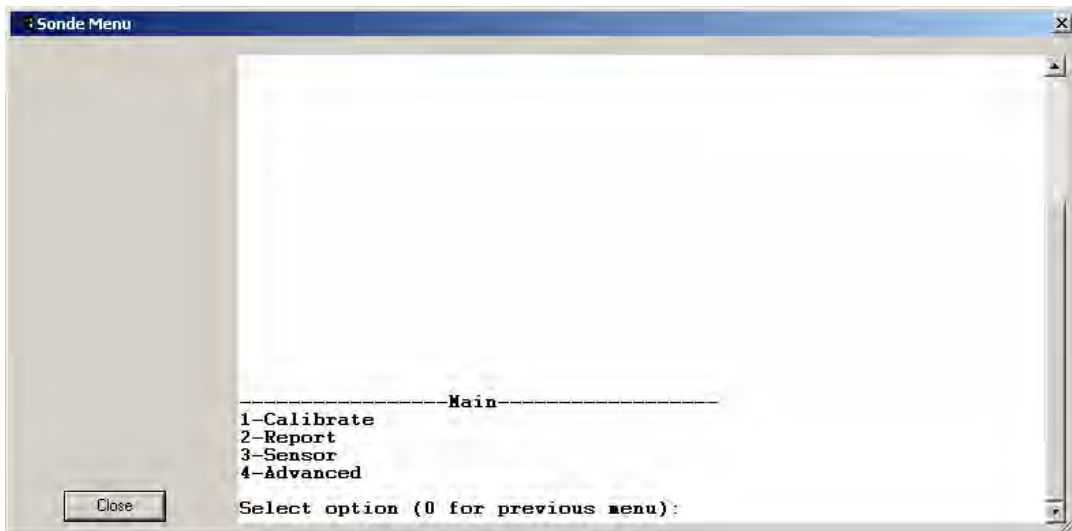 Sonde Menu
------------------Main-------------------
1-Calibrate
2-Report
3-Sensor
4-Advanced
Select option (0 for previous menu):
Close